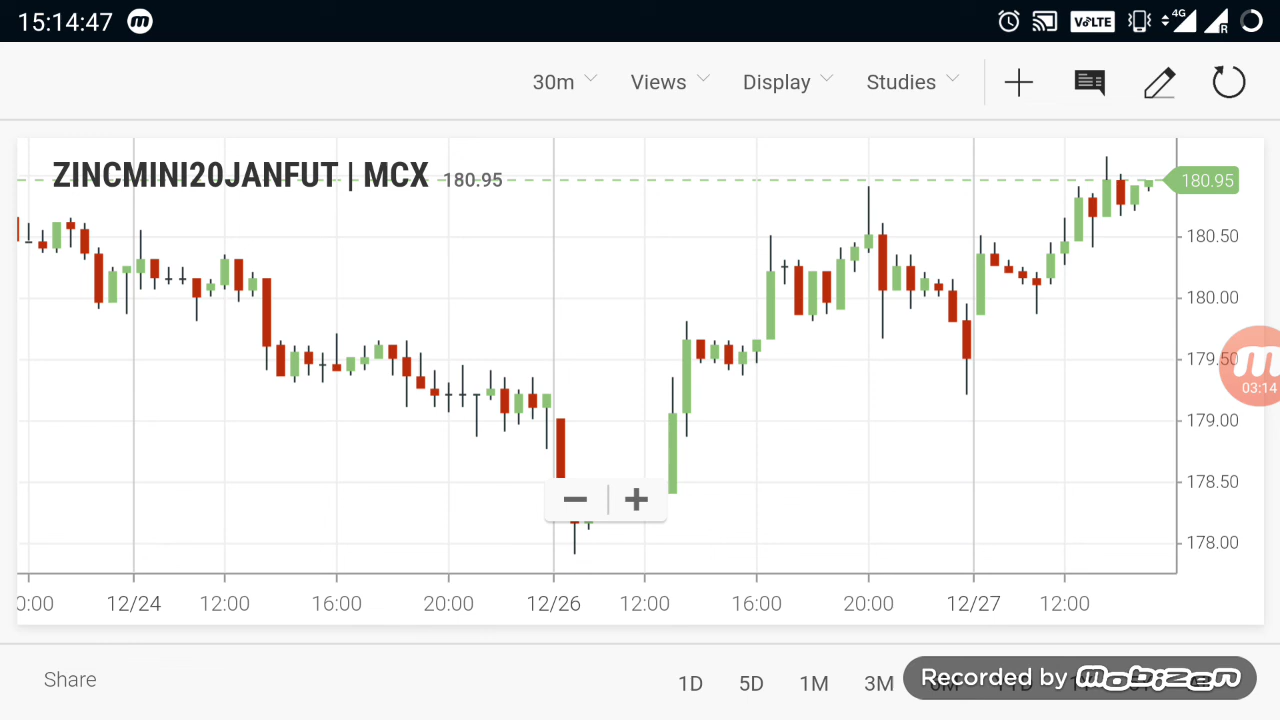 15:14:47
VoLTE 4G R
30m Views Display Studies
ZINCMINI20JANFUT | MCX 180.95
180.95
180.50
180.00
179.50
179.00
178.50
178.00
03:14
0:00 12/24 12:00 16:00 20:00 12/26 12:00 16:00 20:00 12/27 12:00
Share
1D 5D 1M 3M
Recorded by mobizen